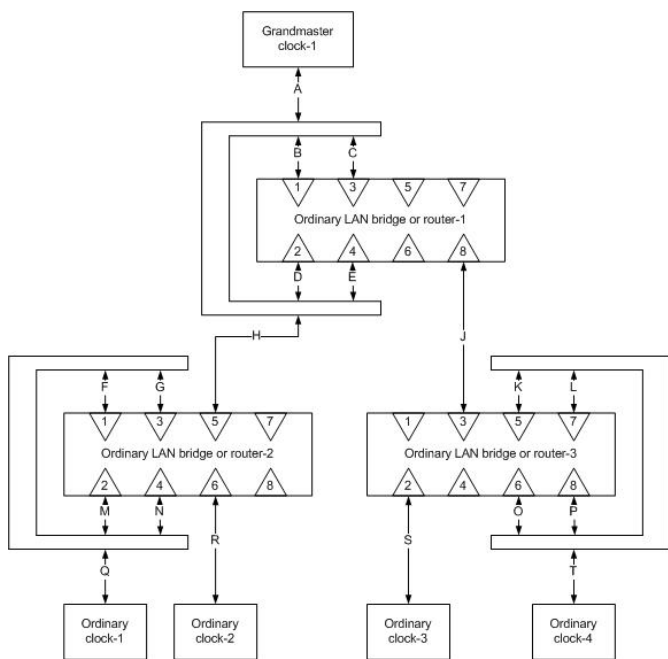 Grandmaster
clock-1
A
B
C
1
3
5
7
Ordinary LAN bridge or router-1
2
4
6
8
D
E
H
J
F
G
K
L
1
3
5
7
Ordinary LAN bridge or router-2
2
4
6
8
1
3
5
7
Ordinary LAN bridge or router-3
2
4
6
8
M
N
R
S
O
P
Q
T
Ordinary
clock-1
Ordinary
clock-2
Ordinary
clock-3
Ordinary
clock-4